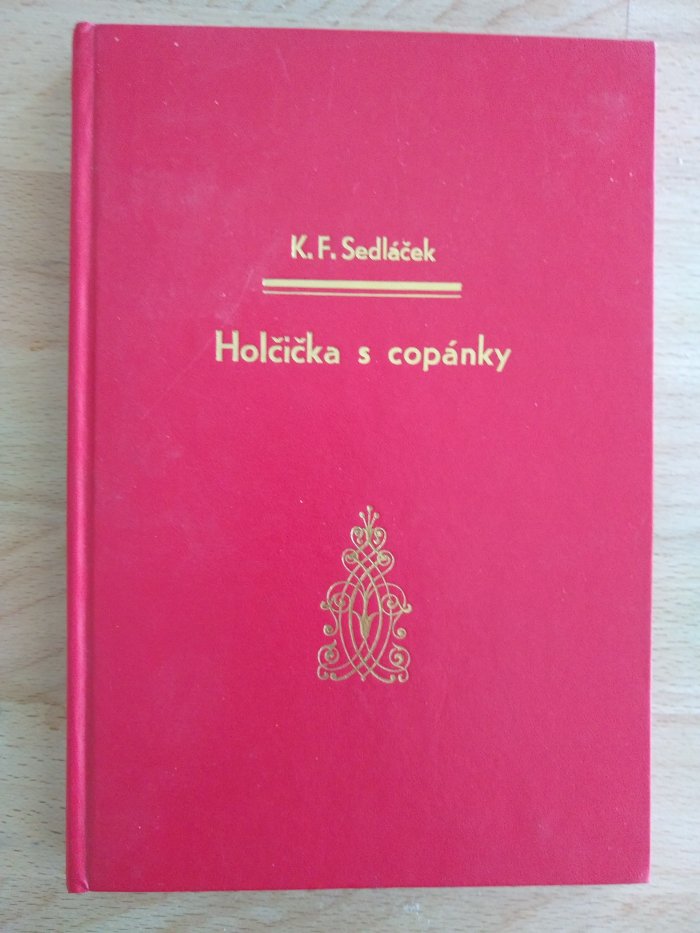 K. F. Sedláček
Holčička s copánky